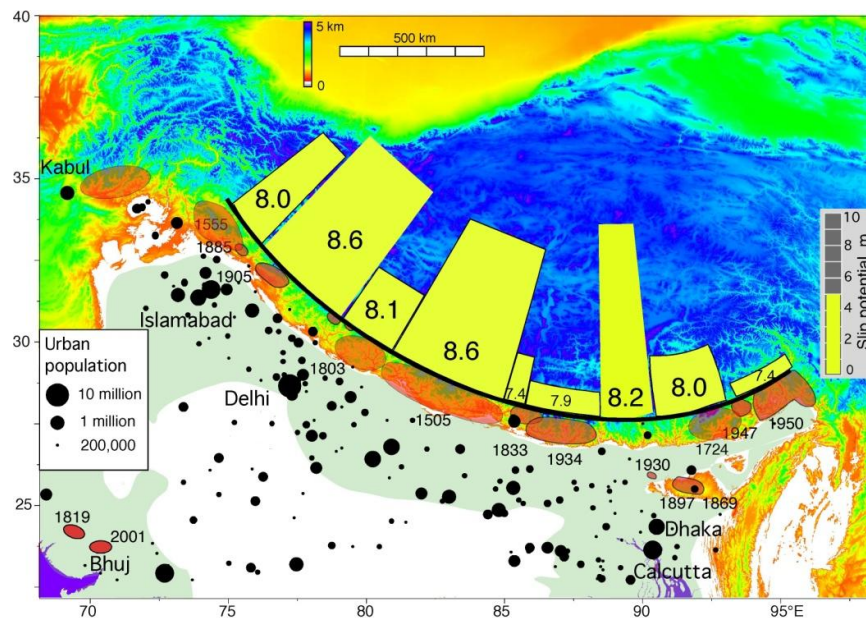 40
35
30
25
5 km
0
500 km
Kabul
1555
1885
1905
Islamabad
8.0
8.6
8.1
8.6
7.4
7.9
8.2
8.0
7.4
10
8
6
4
2
0
Slip potential, m
Urban
population
10 million
1 million
200,000
Delhi
1803
1505
1833
1934
1930
1724
1947
1950
1897
1869
1819
2001
Bhuj
Dhaka
Calcutta
70
75
80
85
90
95°E